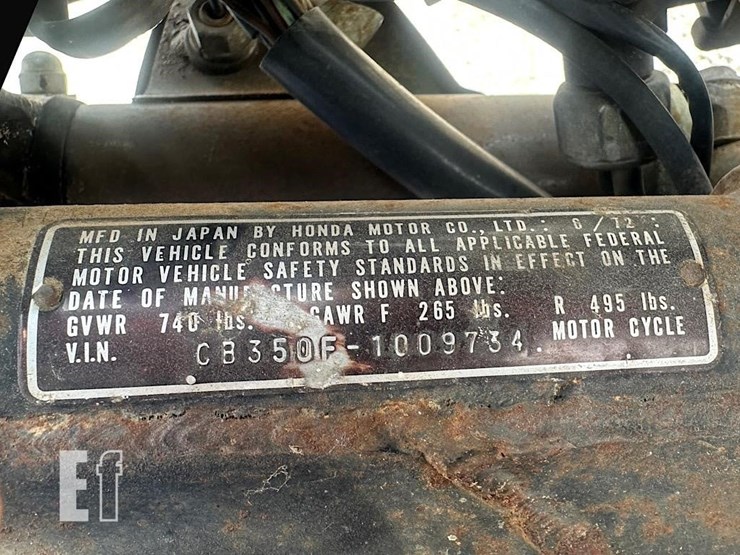 MFD IN JAPAN BY HONDA MOTOR CO., LTD.: 6/72:
THIS VEHICLE CONFORMS TO ALL APPLICABLE FEDERAL
MOTOR VEHICLE SAFETY STANDARDS IN EFFECT ON THE
DATE OF MANUFACTURE SHOWN ABOVE:
GVWR 740 lbs. GAWR F 265 lbs. R 495 lbs.
V.I.N. CB350F-1009734. MOTOR CYCLE
Ef